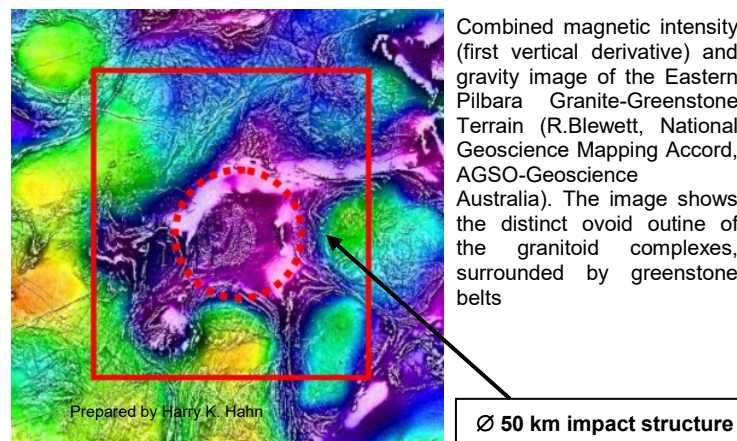 Combined magnetic intensity
(first vertical derivative) and
gravity image of the Eastern
Pilbara Granite-Greenstone
Terrain (R.Blewett, National
Geoscience Mapping Accord,
AGSO-Geoscience
Australia). The image shows
the distinct ovoid outine of
the granitoid complexes,
surrounded by greenstone
belts
Prepared by Harry K. Hahn
∅ 50 km impact structure